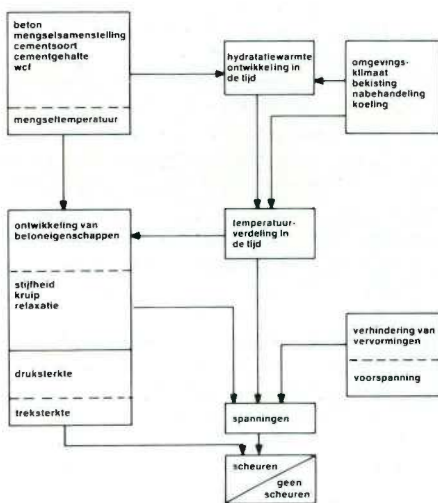 beton
mengselsamenstelling
cementsoort
cementgehalte
wcf
mengseltemperatuur
hydratatiewarmte
ontwikkeling in
de tijd
omgevings-
klimaat
bekisting
nabehandeling
koeling
ontwikkeling van
betoneigenschappen
stijfheid
kruip
relaxatie
druksterkte
treksterkte
temperatuur-
verdeling in
de tijd
verhindering van
vervormingen
voorspanning
spanningen
scheuren
geen
scheuren